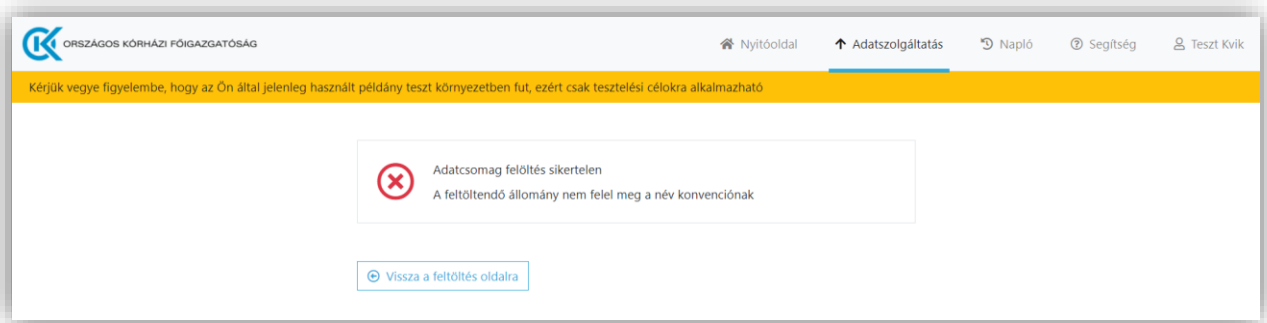 ORSZÁGOS KÓRHÁZI FŐIGAZGATÓSÁG
Nyitóoldal
Adatszolgáltatás
Napló
Segítség
Teszt Kvik
Kérjük vegye figyelembe, hogy az Ön által jelenleg használt példány teszt környezetben fut, ezért csak tesztelési célokra alkalmazható
Adatcsomag felöltés sikertelen
A feltöltendő állomány nem felel meg a név konvenciónak
Vissza a feltöltés oldalra